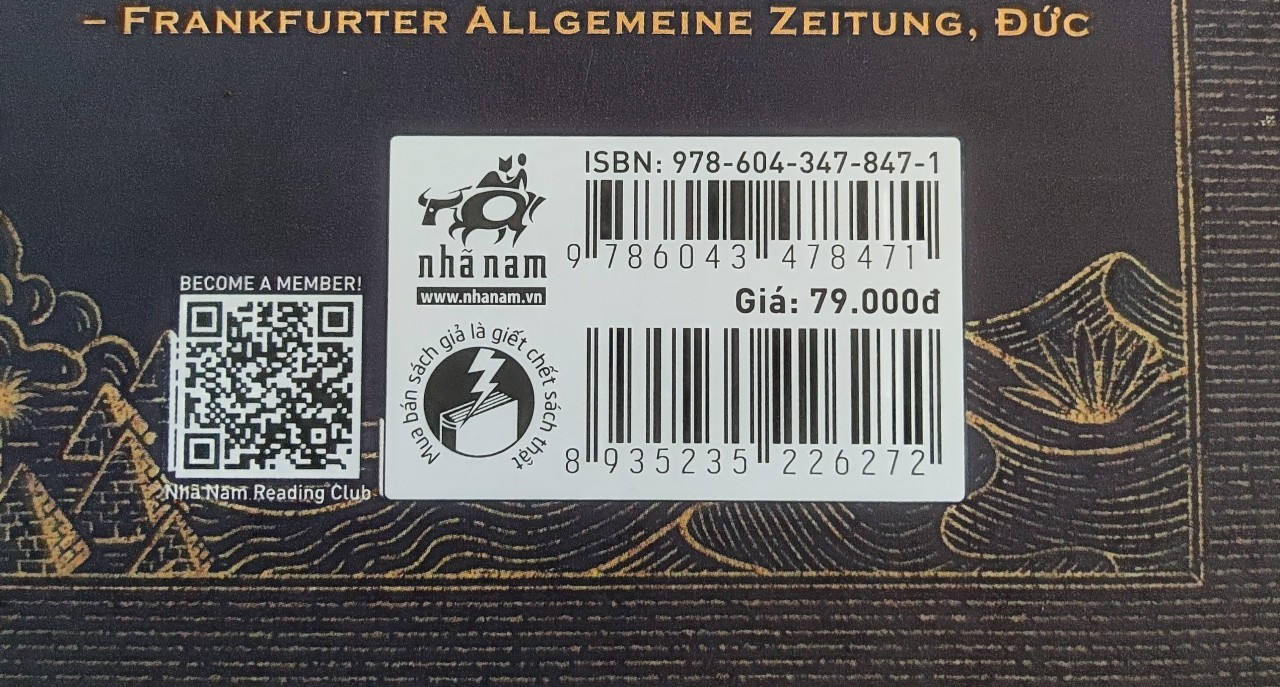 – FRANKFURTER ALLGEMEINE ZEITUNG, ĐỨC
BECOME A MEMBER!
Nhã Nam Reading Club
nhã nam
www.nhanam.vn
Mua bán sách giả là giết chết sách thật
ISBN: 978-604-347-847-1
9 786043 478471
Giá: 79.000đ
8 935235 226272